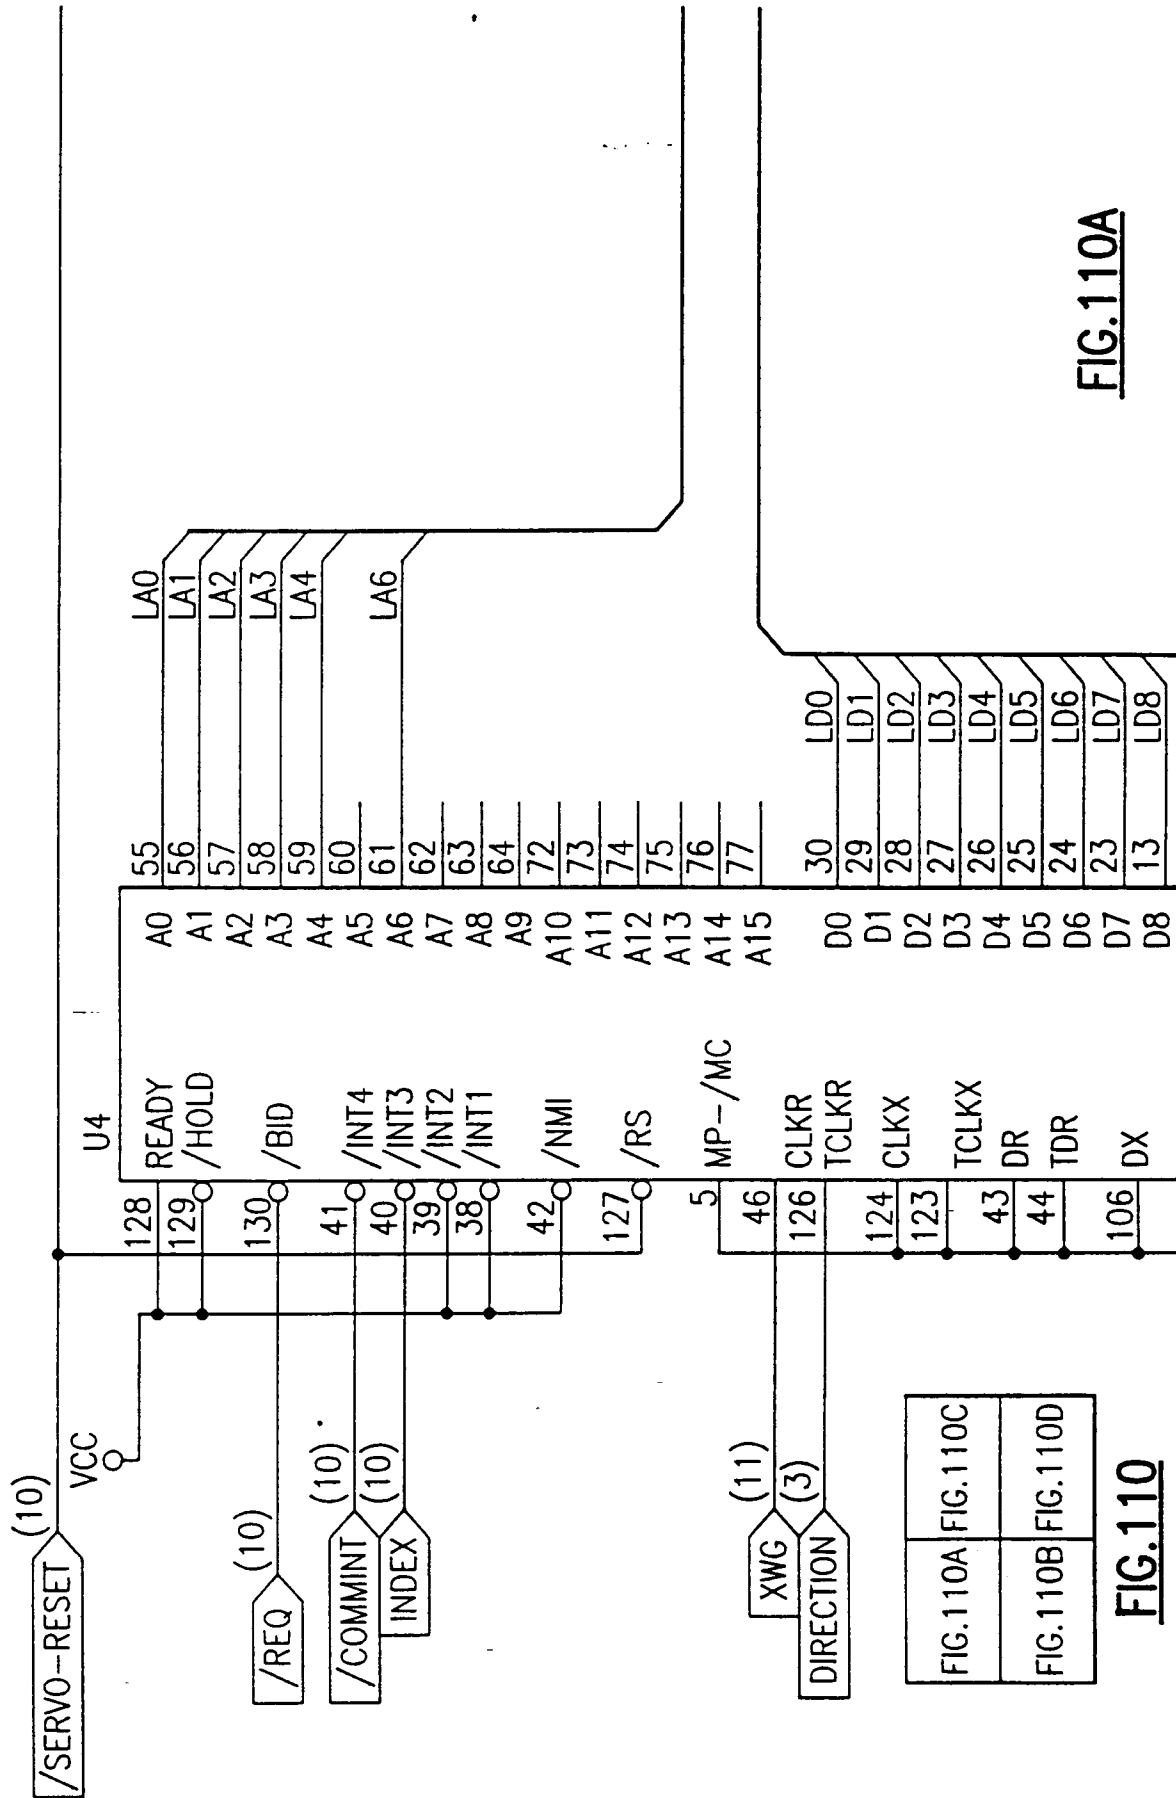 /SERVO-RESET (10)
VCC
/REQ (10)
/COMMINT (10)
INDEX (10)
XWG (11)
DIRECTION (3)
U4
128 READY
129 /HOLD
130 /BID
41 /INT4
40 /INT3
39 /INT2
38 /INT1
42 /NMI
127 /RS
5 MP-/MC
46 CLKR
126 TCLKR
124 CLKX
123 TCLKX
43 DR
44 TDR
106 DX
A0 55 LA0
A1 56 LA1
A2 57 LA2
A3 58 LA3
A4 59 LA4
A5 60
A6 61 LA6
A7 62
A8 63
A9 64
A10 72
A11 73
A12 74
A13 75
A14 76
A15 77
D0 30 LD0
D1 29 LD1
D2 28 LD2
D3 27 LD3
D4 26 LD4
D5 25 LD5
D6 24 LD6
D7 23 LD7
D8 13 LD8
FIG.110A FIG.110C
FIG.110B FIG.110D
FIG.110
FIG.110A